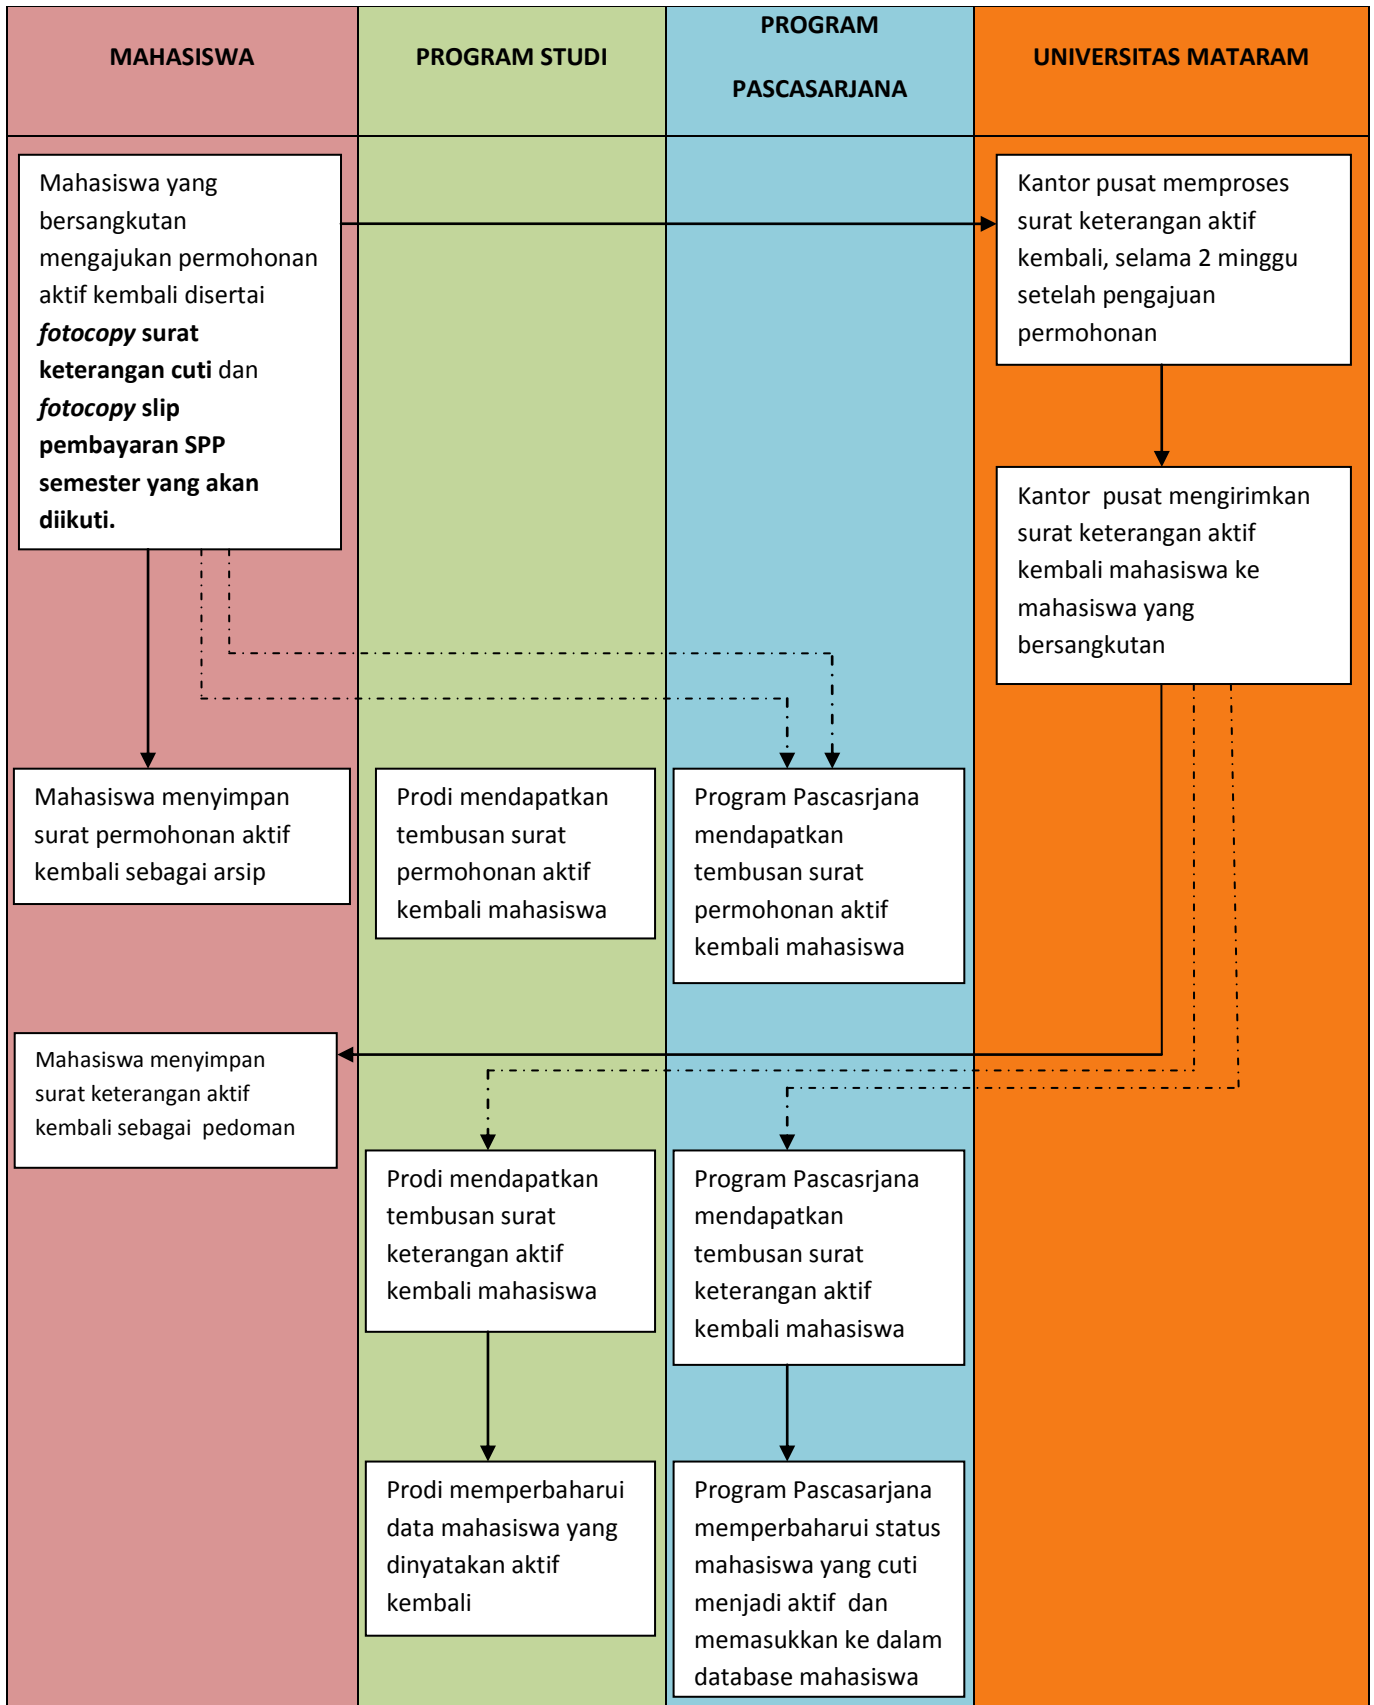 MAHASISWA
PROGRAM STUDI
PROGRAM
PASCASARJANA
UNIVERSITAS MATARAM
Mahasiswa yang
bersangkutan
mengajukan permohonan
aktif kembali disertai
fotocopy surat
keterangan cuti dan
fotocopy slip
pembayaran SPP
semester yang akan
diikuti.
Kantor pusat memproses
surat keterangan aktif
kembali, selama 2 minggu
setelah pengajuan
permohonan
Kantor pusat mengirimkan
surat keterangan aktif
kembali mahasiswa ke
mahasiswa yang
bersangkutan
Mahasiswa menyimpan
surat permohonan aktif
kembali sebagai arsip
Prodi mendapatkan
tembusan surat
permohonan aktif
kembali mahasiswa
Program Pascasrjana
mendapatkan
tembusan surat
permohonan aktif
kembali mahasiswa
Mahasiswa menyimpan
surat keterangan aktif
kembali sebagai pedoman
Prodi mendapatkan
tembusan surat
keterangan aktif
kembali mahasiswa
Program Pascasrjana
mendapatkan
tembusan surat
keterangan aktif
kembali mahasiswa
Prodi memperbaharui
data mahasiswa yang
dinyatakan aktif
kembali
Program Pascasarjana
memperbaharui status
mahasiswa yang cuti
menjadi aktif dan
memasukkan ke dalam
database mahasiswa